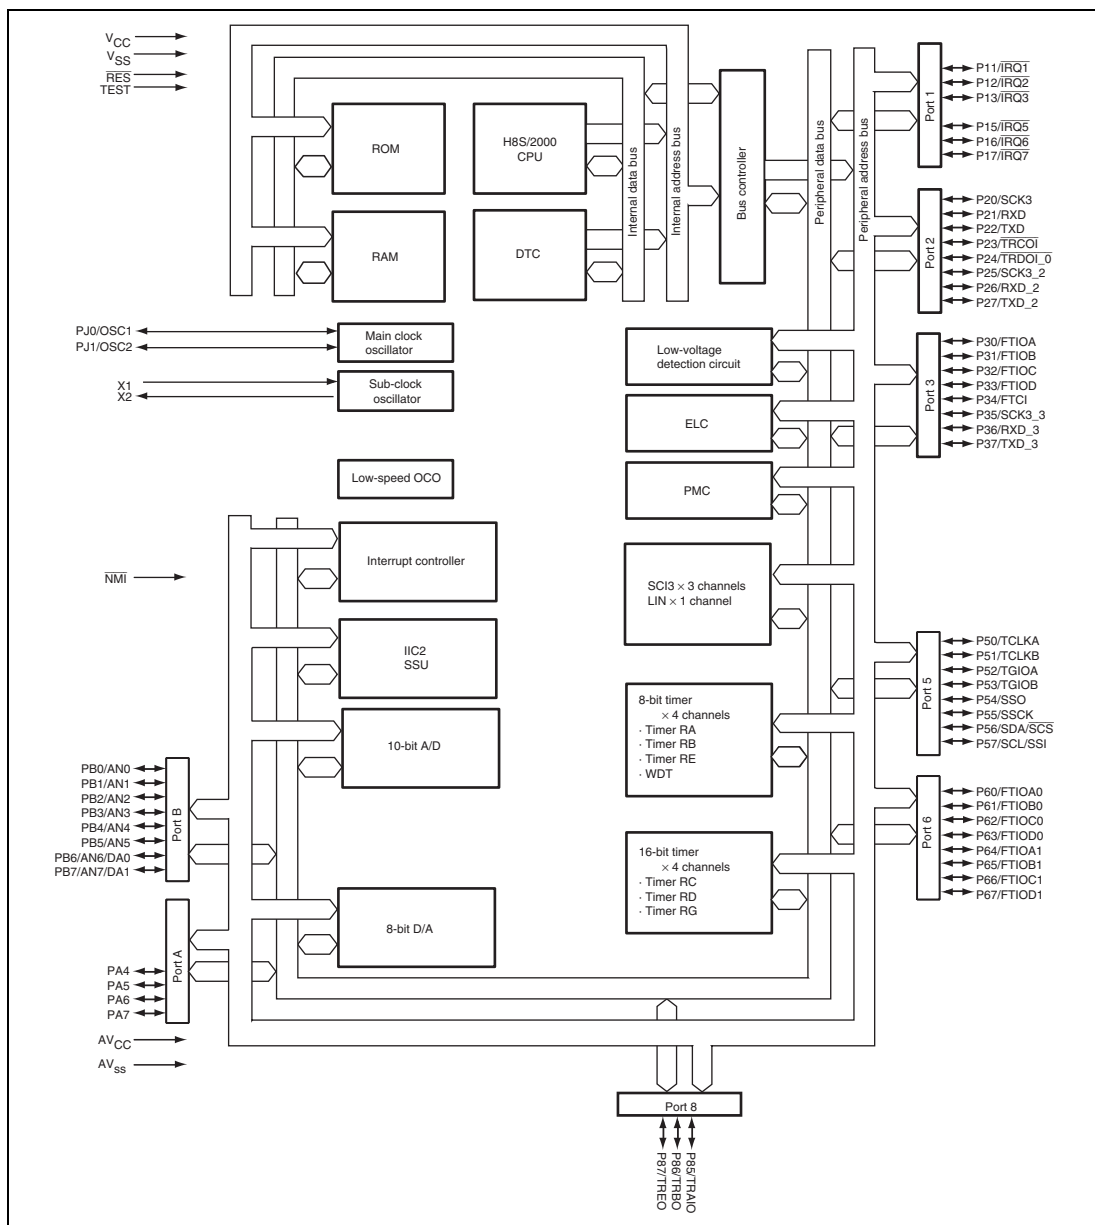 VCC
VSS
RES
TEST
ROM
H8S/2000
CPU
RAM
DTC
Internal data bus
Internal address bus
Bus controller
Peripheral data bus
Peripheral address bus
Port 1
P11/IRQ1
P12/IRQ2
P13/IRQ3
P15/IRQ5
P16/IRQ6
P17/IRQ7
Port 2
P20/SCK3
P21/RXD
P22/TXD
P23/TRCOI
P24/TRDOI_0
P25/SCK3_2
P26/RXD_2
P27/TXD_2
PJ0/OSC1
PJ1/OSC2
Main clock
oscillator
X1
X2
Sub-clock
oscillator
Low-speed OCO
Low-voltage
detection circuit
ELC
PMC
Port 3
P30/FTIOA
P31/FTIOB
P32/FTIOC
P33/FTIOD
P34/FTCI
P35/SCK3_3
P36/RXD_3
P37/TXD_3
NMI
Interrupt controller
IIC2
SSU
10-bit A/D
8-bit D/A
SCI3 × 3 channels
LIN × 1 channel
8-bit timer
× 4 channels
· Timer RA
· Timer RB
· Timer RE
· WDT
16-bit timer
× 4 channels
· Timer RC
· Timer RD
· Timer RG
Port 5
P50/TCLKA
P51/TCLKB
P52/TGIOA
P53/TGIOB
P54/SSO
P55/SSCK
P56/SDA/SCS
P57/SCL/SSI
Port 6
P60/FTIOA0
P61/FTIOB0
P62/FTIOC0
P63/FTIOD0
P64/FTIOA1
P65/FTIOB1
P66/FTIOC1
P67/FTIOD1
PB0/AN0
PB1/AN1
PB2/AN2
PB3/AN3
PB4/AN4
PB5/AN5
PB6/AN6/DA0
PB7/AN7/DA1
Port B
PA4
PA5
PA6
PA7
Port A
AVCC
AVss
Port 8
P87/TREO
P86/TRBO
P85/TRAIO